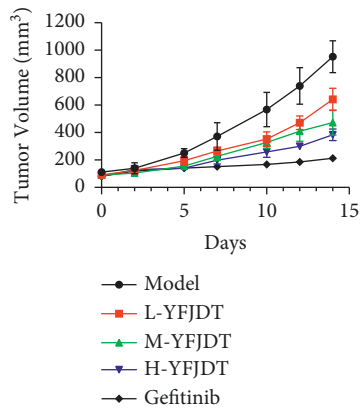 Tumor Volume (mm³)
1200
1000
800
600
400
200
0
0
5
10
15
Days
Model
L-YFJDT
M-YFJDT
H-YFJDT
Gefitinib